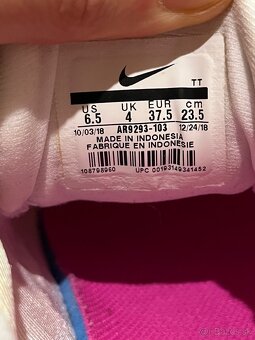 TT
US UK EUR cm
6.5 4 37.5 23.5
10/03/18 AR9293-103 12/24/18
MADE IN INDONESIA
FABRIQUE EN INDONESIE
108798960 UPC 00193149341452